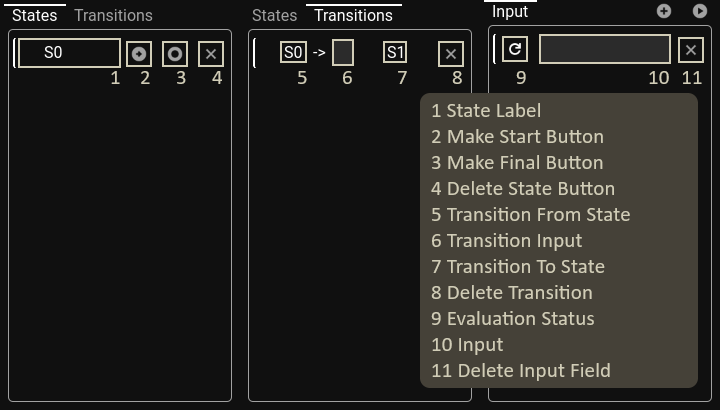 States Transitions
S0
1 2 3 4
States Transitions
S0 -> S1
5 6 7 8
Input
9 10 11
1 State Label
2 Make Start Button
3 Make Final Button
4 Delete State Button
5 Transition From State
6 Transition Input
7 Transition To State
8 Delete Transition
9 Evaluation Status
10 Input
11 Delete Input Field